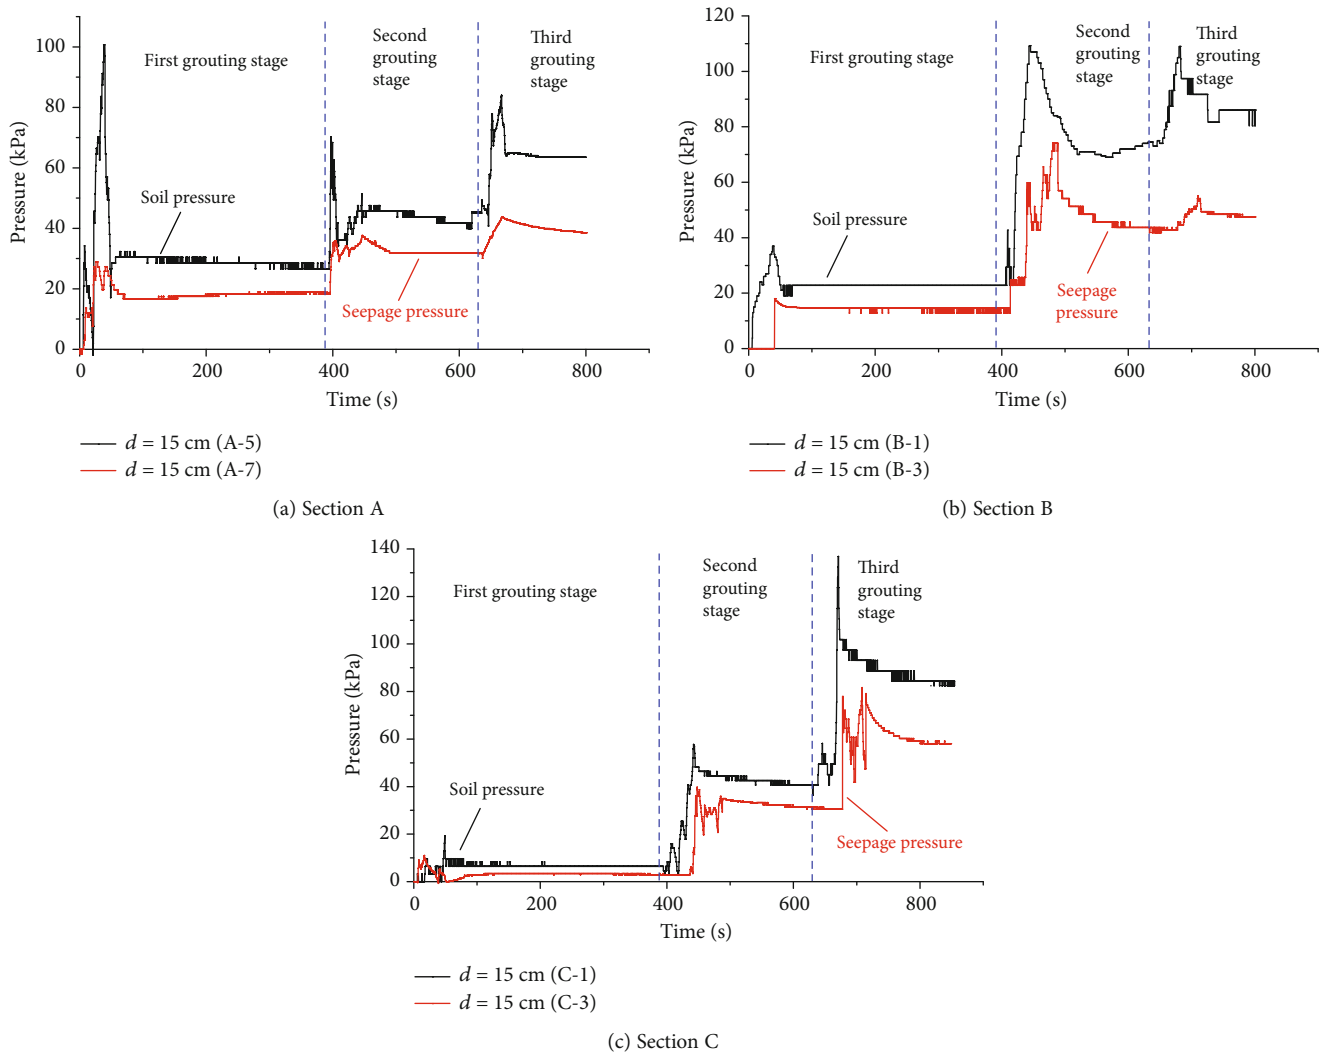 100
80
60
40
20
0
Pressure (kPa)
First grouting stage
Second
grouting
stage
Third
grouting
stage
Soil pressure
Seepage pressure
0 200 400 600 800
Time (s)
d = 15 cm (A-5)
d = 15 cm (A-7)
(a) Section A
120
100
80
60
40
20
0
Pressure (kPa)
First grouting stage
Second
grouting
stage
Third
grouting
stage
Soil pressure
Seepage
pressure
0 200 400 600 800
Time (s)
d = 15 cm (B-1)
d = 15 cm (B-3)
(b) Section B
140
120
100
80
60
40
20
0
Pressure (kPa)
First grouting stage
Second
grouting
stage
Third
grouting
stage
Soil pressure
Seepage pressure
0 200 400 600 800
Time (s)
d = 15 cm (C-1)
d = 15 cm (C-3)
(c) Section C